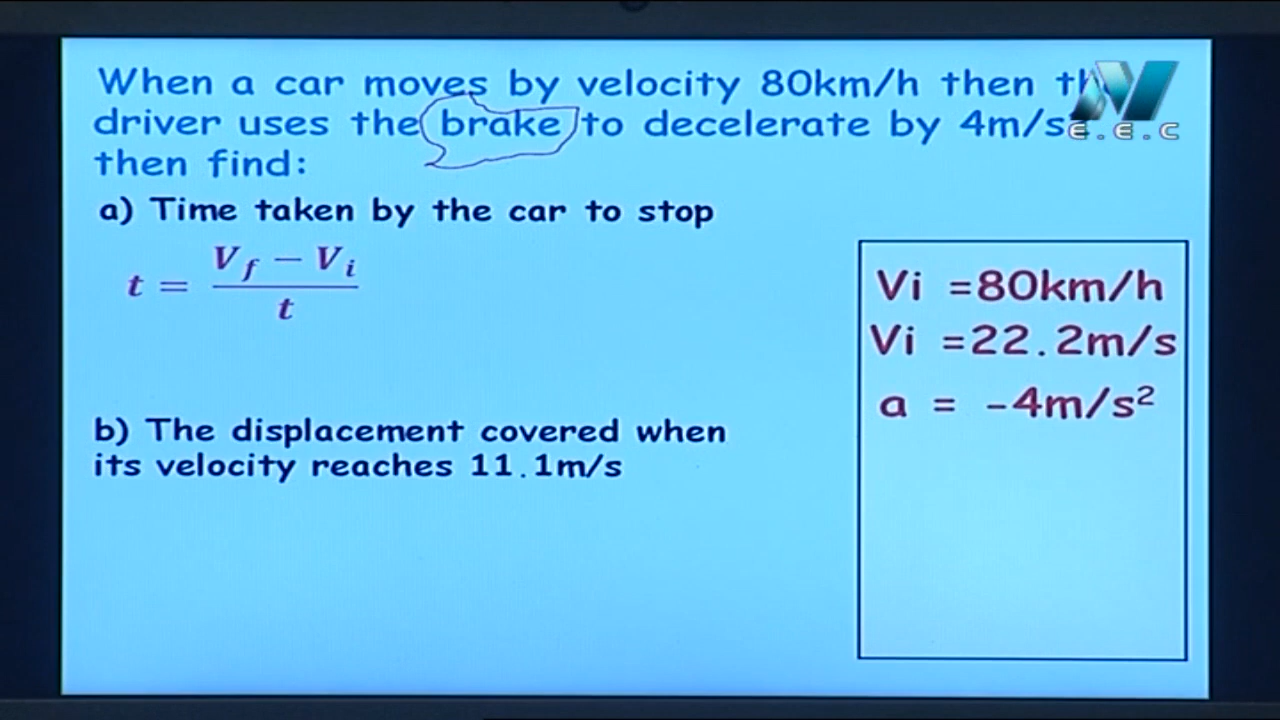 When a car moves by velocity 80km/h then
driver uses the brake to decelerate by 4m/s
then find:
a) Time taken by the car to stop
t = (V_f − V_i) / t
b) The displacement covered when
its velocity reaches 11.1m/s
Vi =80km/h
Vi =22.2m/s
a = -4m/s²
E.E.C